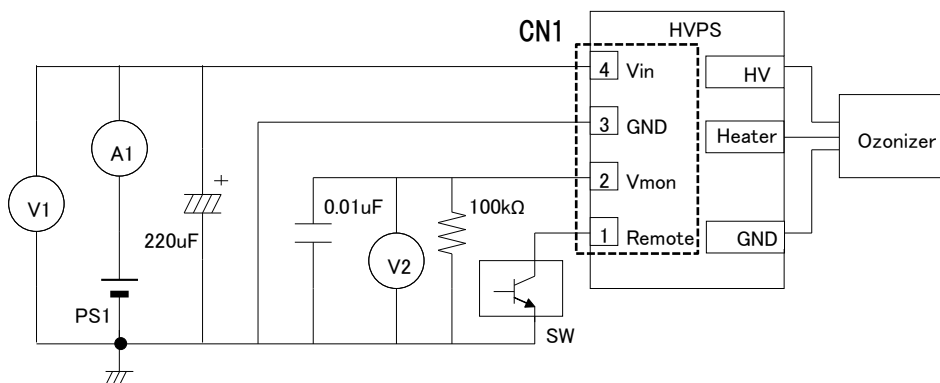 CN1
HVPS
4 Vin
HV
3 GND
Heater
Ozonizer
A1
2 Vmon
V1
+
0.01uF
100kΩ
220uF
V2
1 Remote
GND
PS1
SW